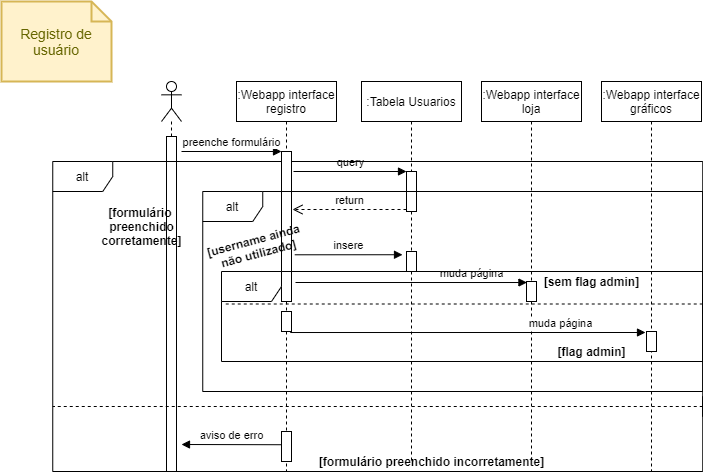 Registro de
usuário
:Webapp interface
registro
:Tabela Usuarios
:Webapp interface
loja
:Webapp interface
gráficos
preenche formulário
query
alt
return
alt
[formulário
preenchido
corretamente]
[username ainda
não utilizado]
insere
muda página
[sem flag admin]
alt
muda página
[flag admin]
aviso de erro
[formulário preenchido incorretamente]